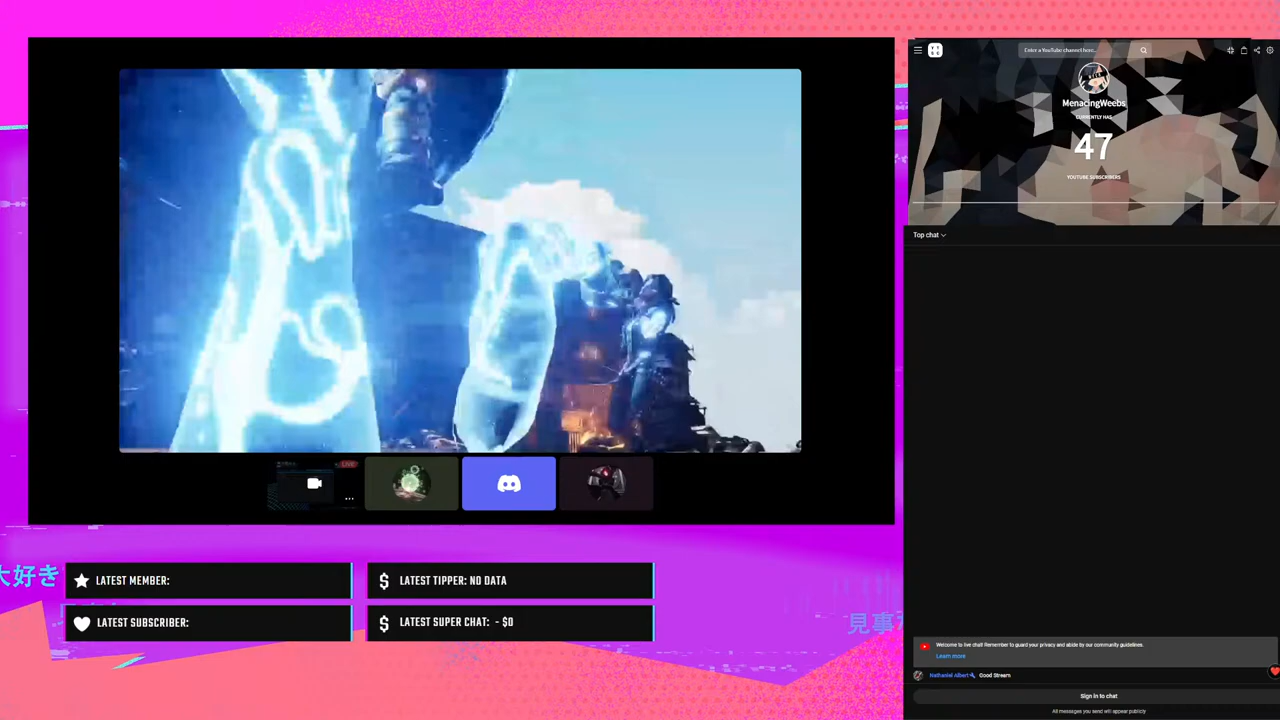 Enter a YouTube channel here...
MenacingWeebs
CURRENTLY HAS
47
YOUTUBE SUBSCRIBERS
Top chat
LIVE
大好き
LATEST MEMBER:
LATEST TIPPER: NO DATA
LATEST SUBSCRIBER:
LATEST SUPER CHAT: - $0
見事
Welcome to live chat! Remember to guard your privacy and abide by our community guidelines.
Learn more
Nathaniel Albert Good Stream
Sign in to chat
All messages you send will appear publicly